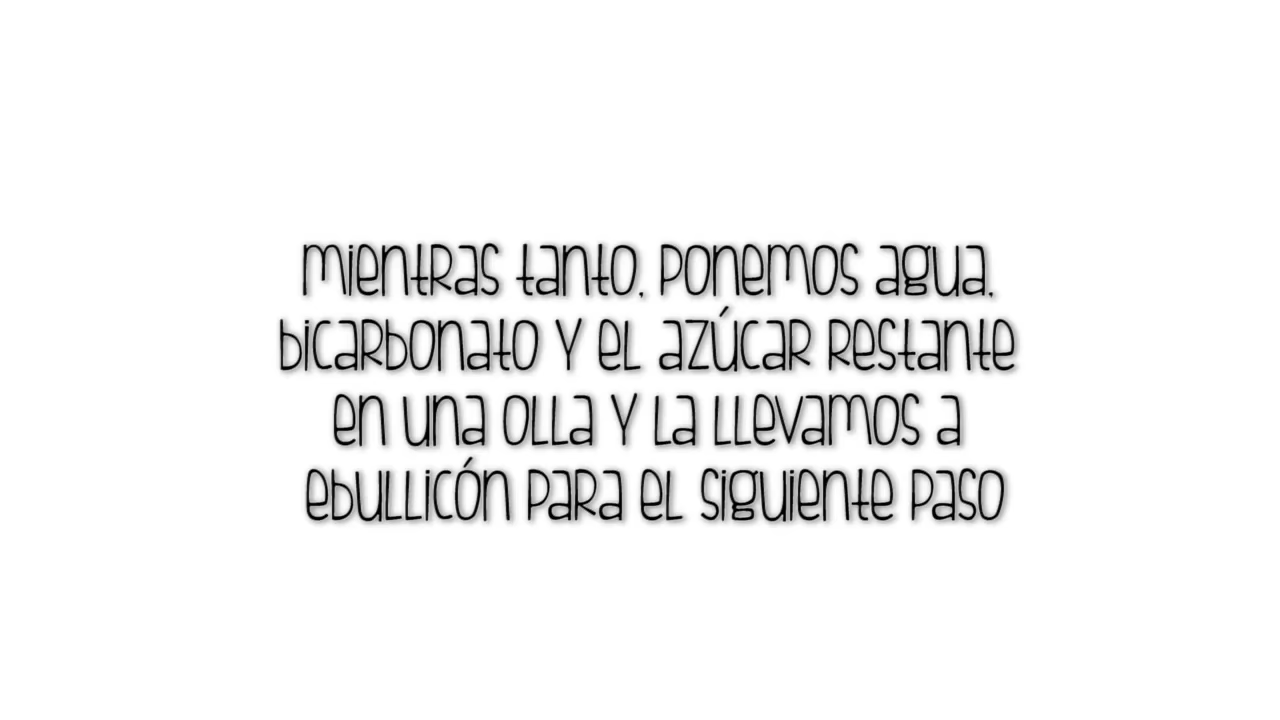 mientras tanto, ponemos agua,
bicarbonato y el azúcar restante
en una olla y la llevamos a
ebullicón para el siguiente paso